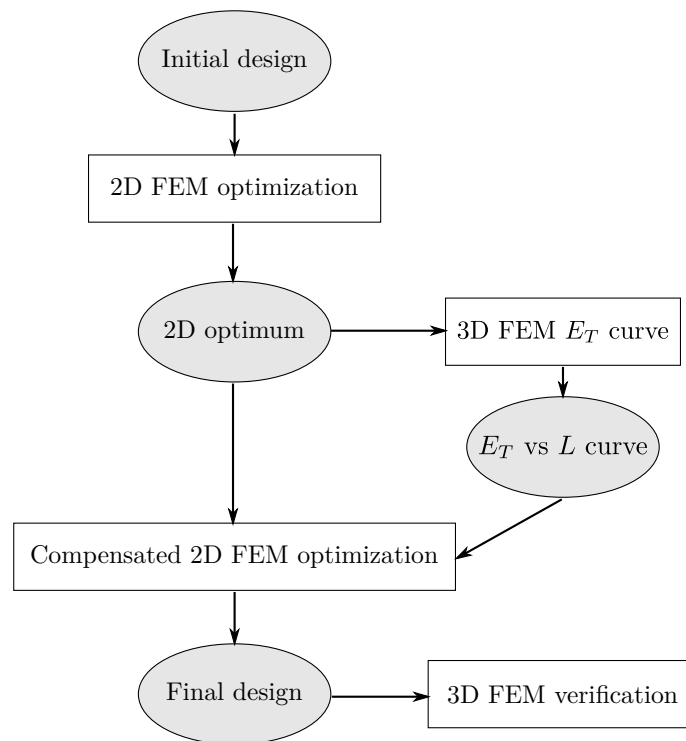 Initial design
2D FEM optimization
2D optimum
3D FEM E_T curve
E_T vs L curve
Compensated 2D FEM optimization
Final design
3D FEM verification